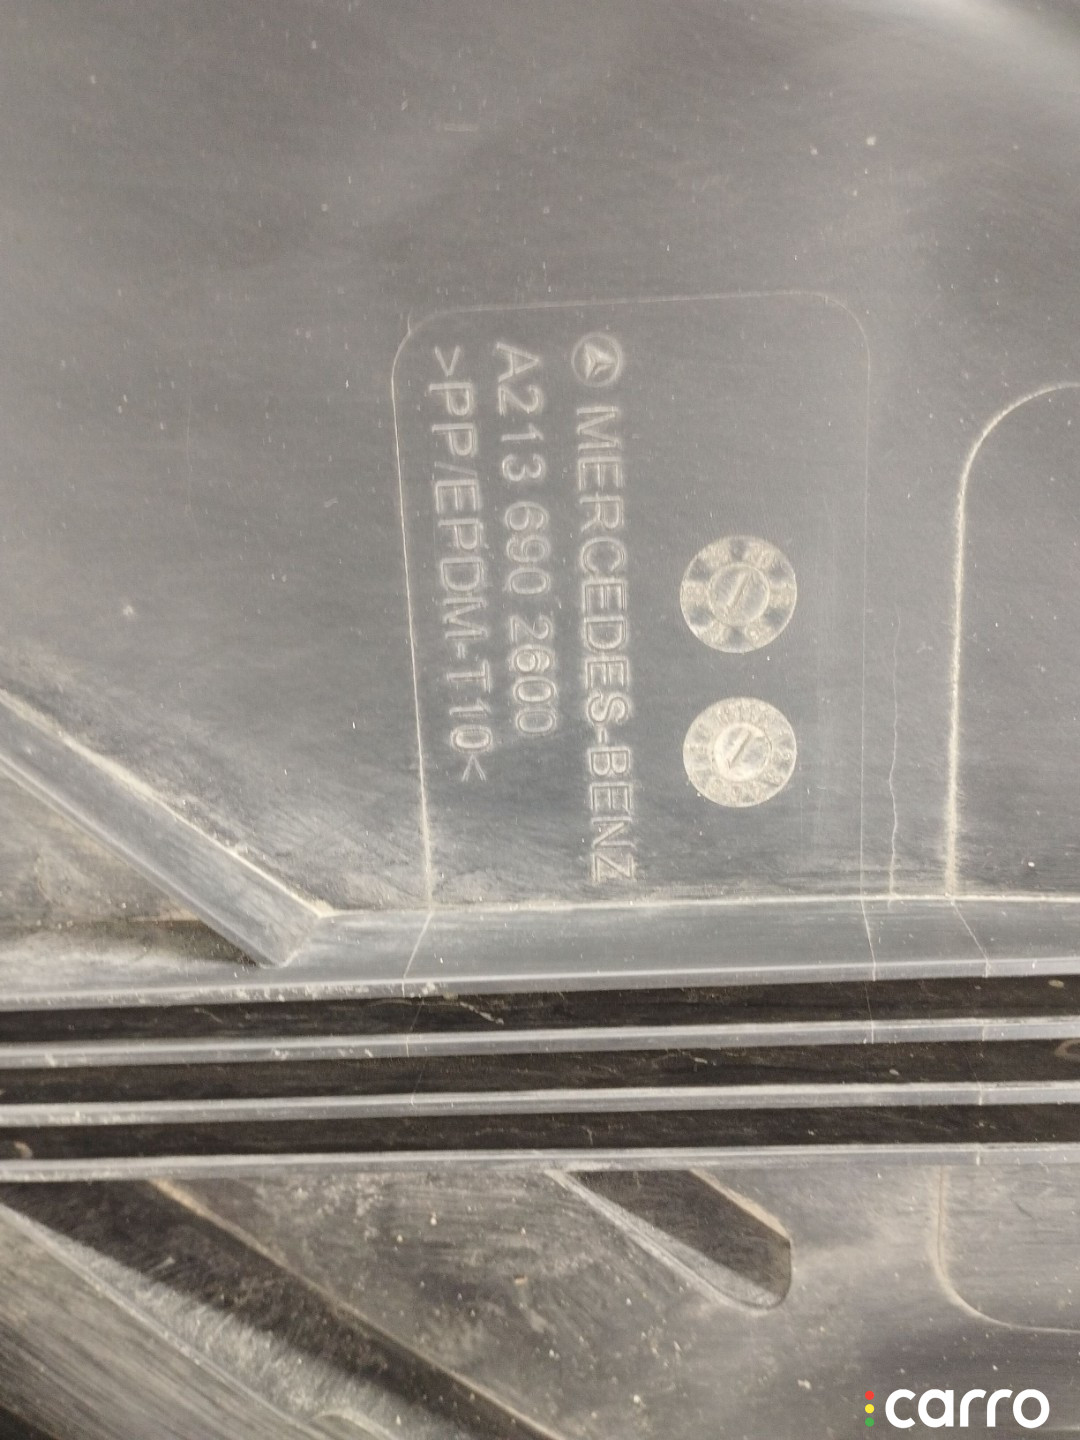 MERCEDES-BENZ
A213 690 2600
>PP/EPDM-T10<
carro